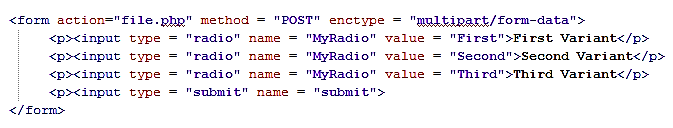 <form action="file.php" method = "POST" enctype = "multipart/form-data">
<p><input type = "radio" name = "MyRadio" value = "First">First Variant</p>
<p><input type = "radio" name = "MyRadio" value = "Second">Second Variant</p>
<p><input type = "radio" name = "MyRadio" value = "Third">Third Variant</p>
<p><input type = "submit" name = "submit">
</form>